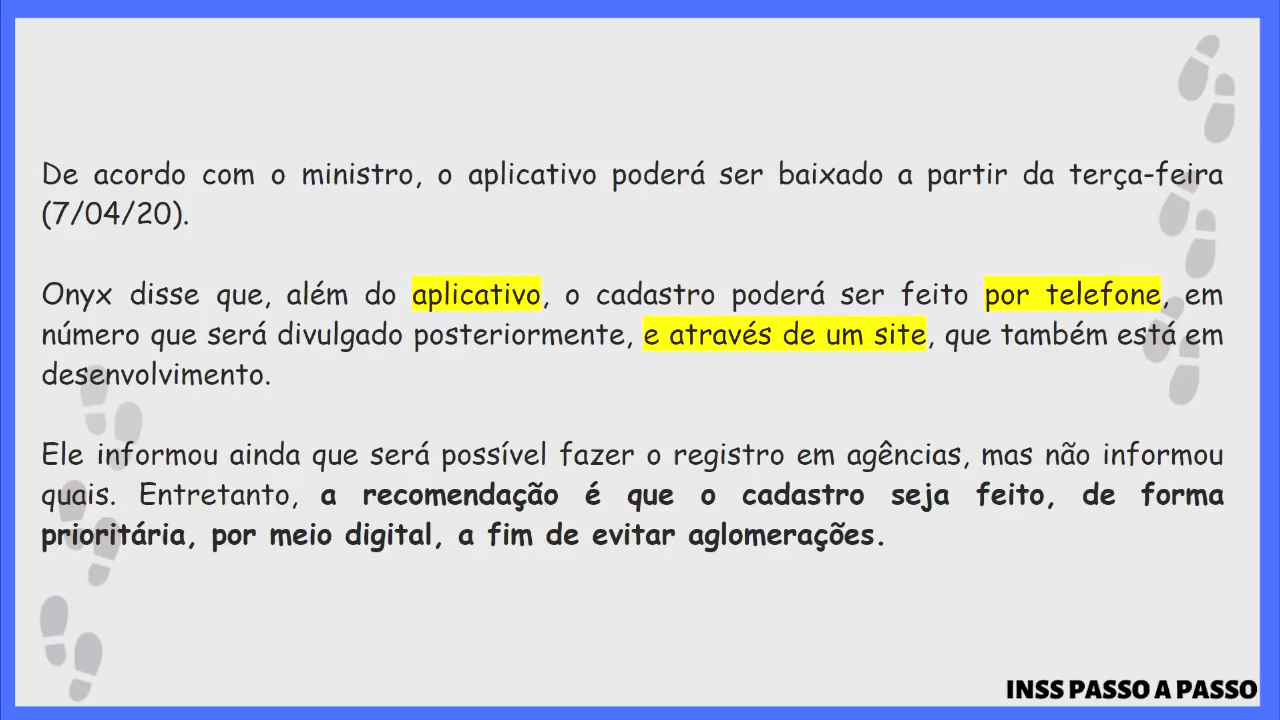 De acordo com o ministro, o aplicativo poderá ser baixado a partir da terça-feira
(7/04/20).
Onyx disse que, além do aplicativo, o cadastro poderá ser feito por telefone, em
número que será divulgado posteriormente, e através de um site, que também está em
desenvolvimento.
Ele informou ainda que será possível fazer o registro em agências, mas não informou
quais. Entretanto, a recomendação é que o cadastro seja feito, de forma
prioritária, por meio digital, a fim de evitar aglomerações.
INSS PASSO A PASSO